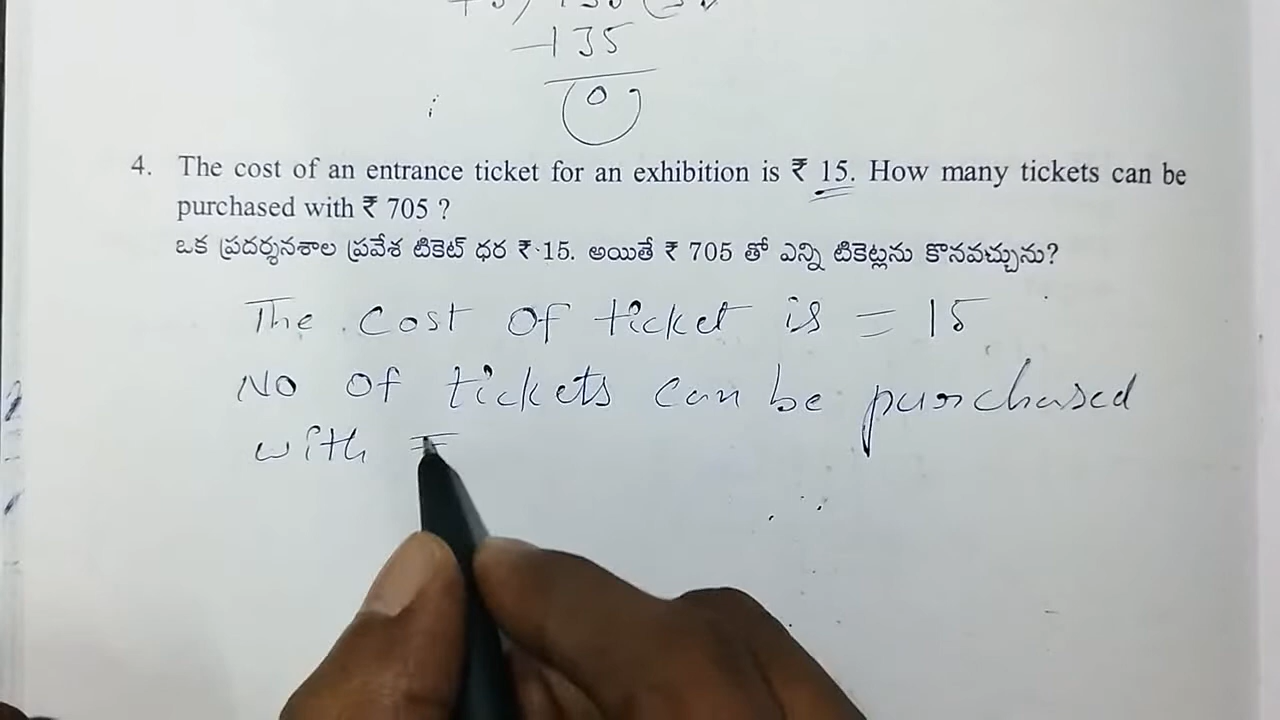 -135
0
4. The cost of an entrance ticket for an exhibition is ₹ 15. How many tickets can be
purchased with ₹ 705 ?
ఒక ప్రదర్శనశాల ప్రవేశ టికెట్ ధర ₹ 15. అయితే ₹ 705 తో ఎన్ని టికెట్లను కొనవచ్చును?
The cost of ticket is = 15
No of tickets can be purchased
with